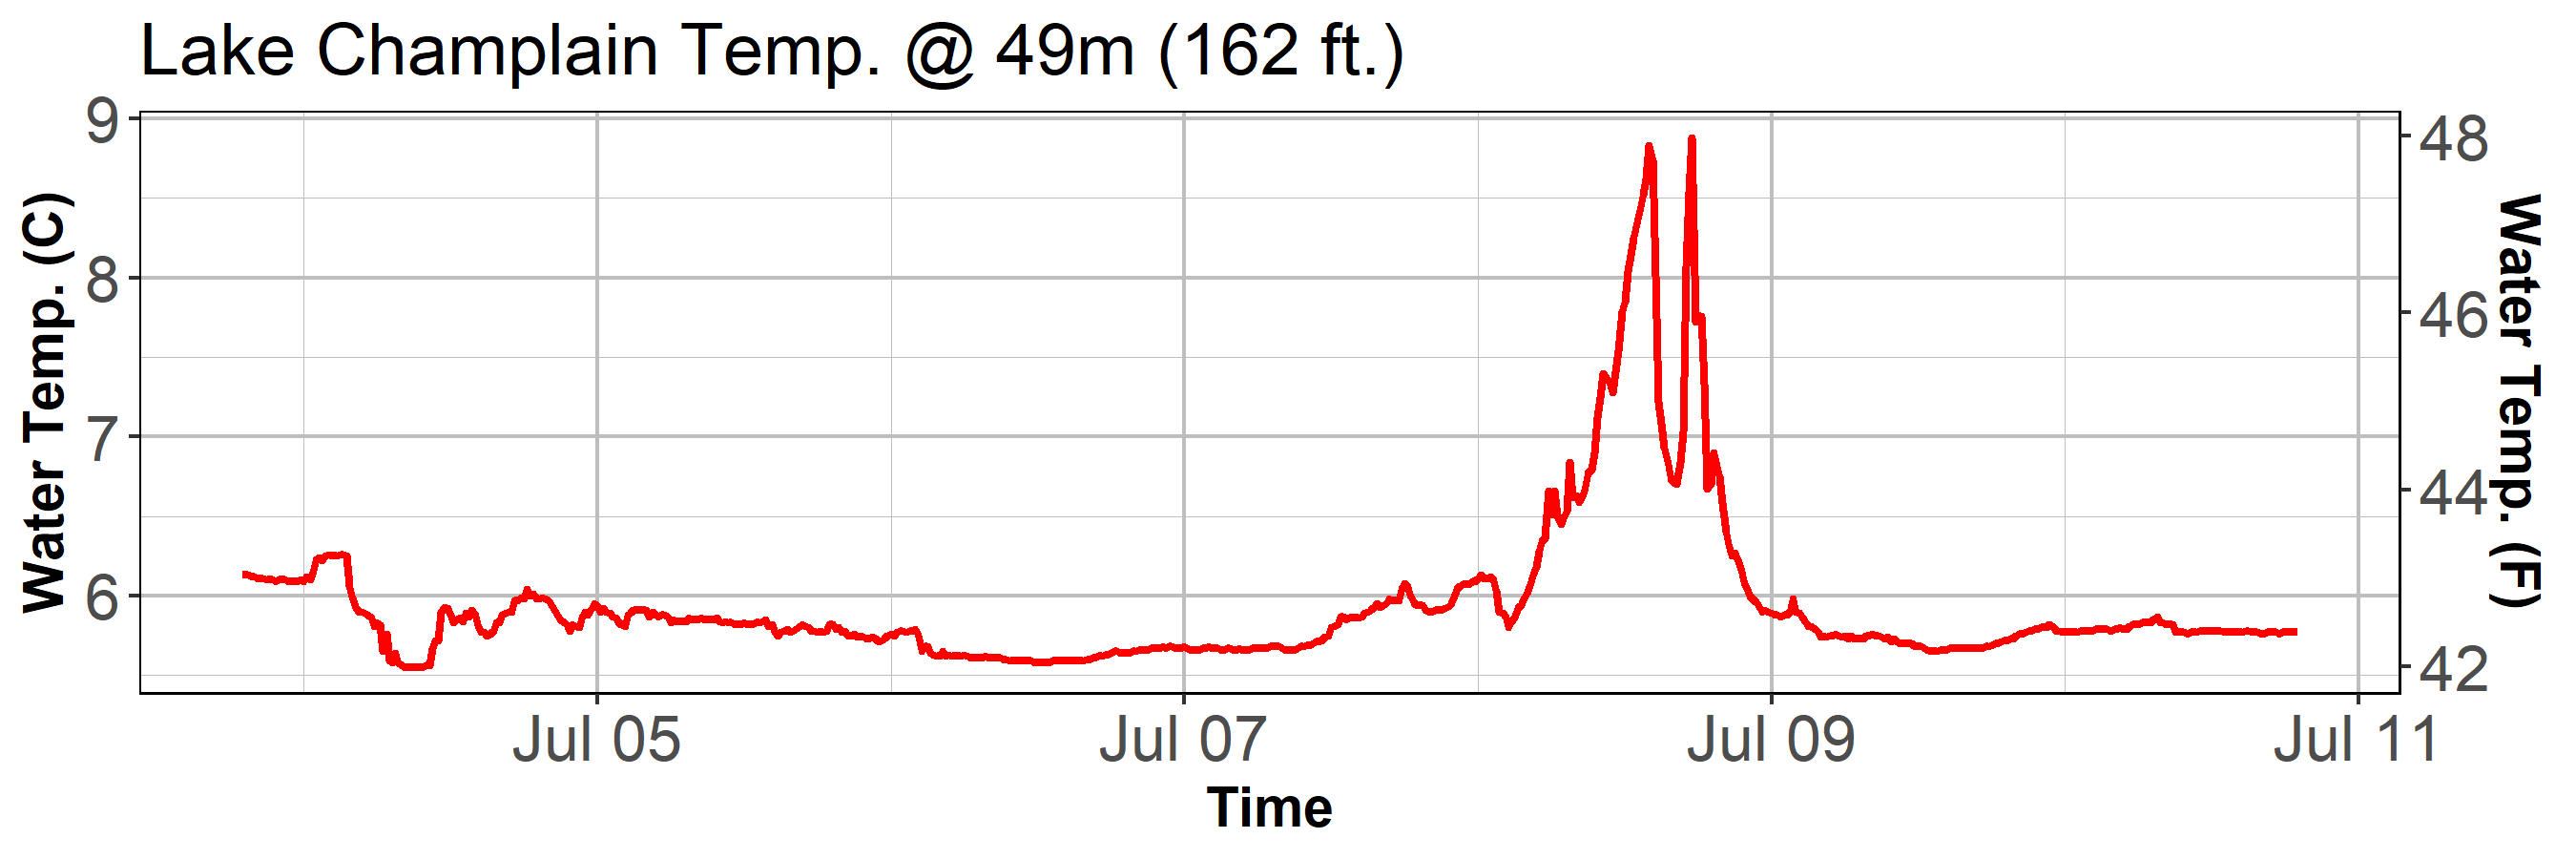 Lake Champlain Temp. @ 49m (162 ft.)
9
8
7
6
Water Temp. (C)
48
46
44
42
Water Temp. (F)
Jul 05
Jul 07
Jul 09
Jul 11
Time